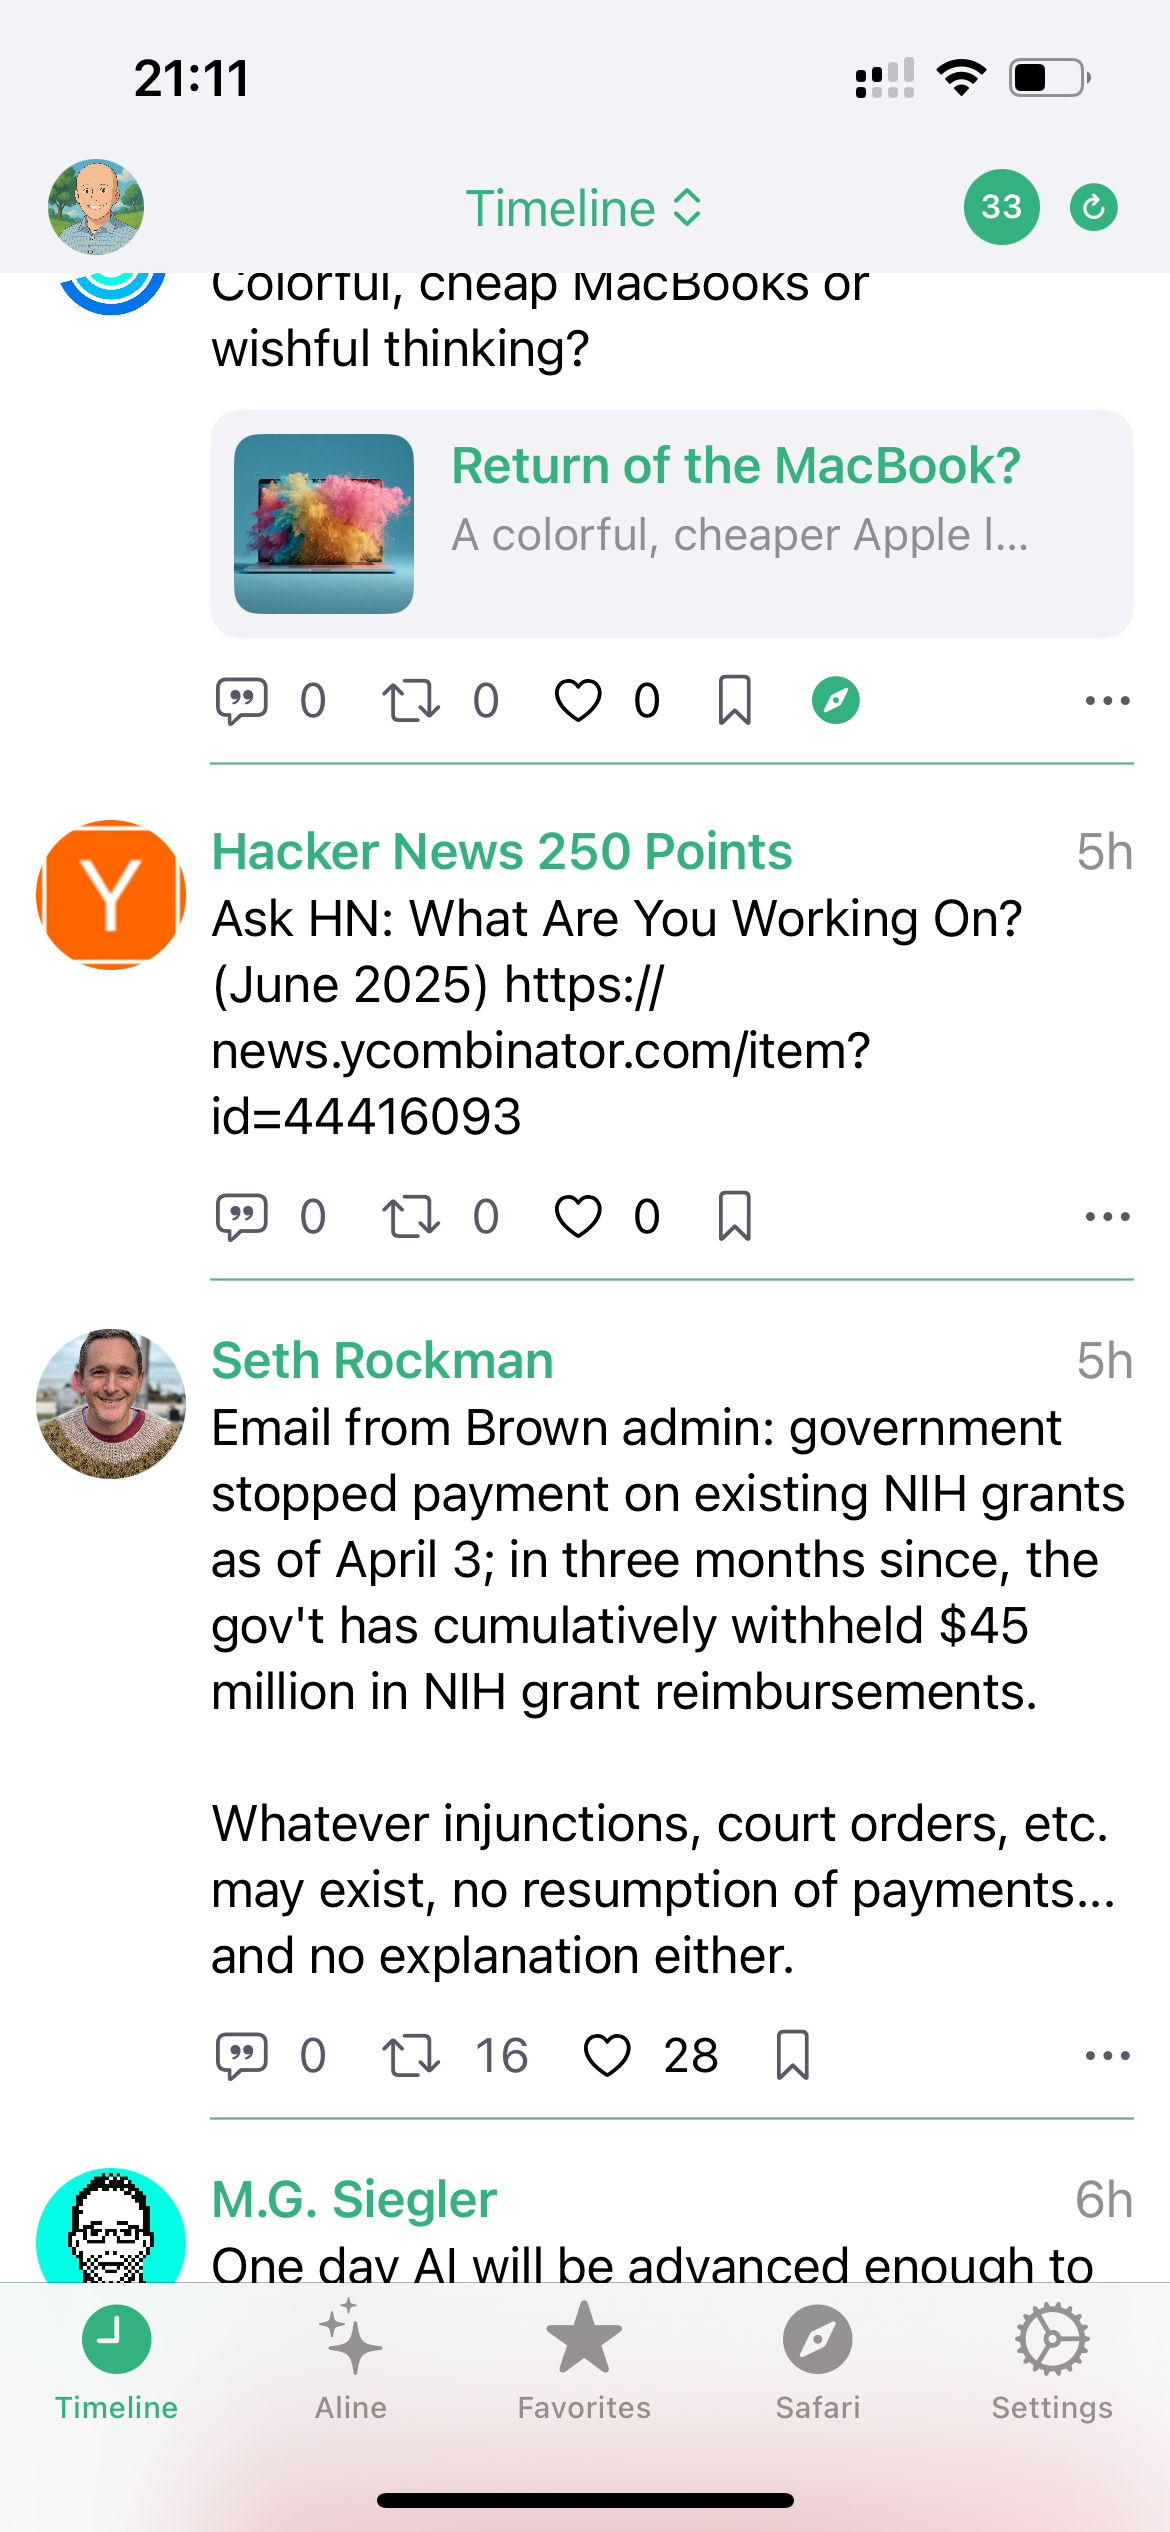 21:11
Timeline
33
Colorful, cheap MacBooks or
wishful thinking?
Return of the MacBook?
A colorful, cheaper Apple l...
0 0 0
Hacker News 250 Points 5h
Ask HN: What Are You Working On?
(June 2025) https://
news.ycombinator.com/item?
id=44416093
0 0 0
Seth Rockman 5h
Email from Brown admin: government
stopped payment on existing NIH grants
as of April 3; in three months since, the
gov't has cumulatively withheld $45
million in NIH grant reimbursements.
Whatever injunctions, court orders, etc.
may exist, no resumption of payments...
and no explanation either.
0 16 28
M.G. Siegler 6h
One day AI will be advanced enough to
Timeline Aline Favorites Safari Settings